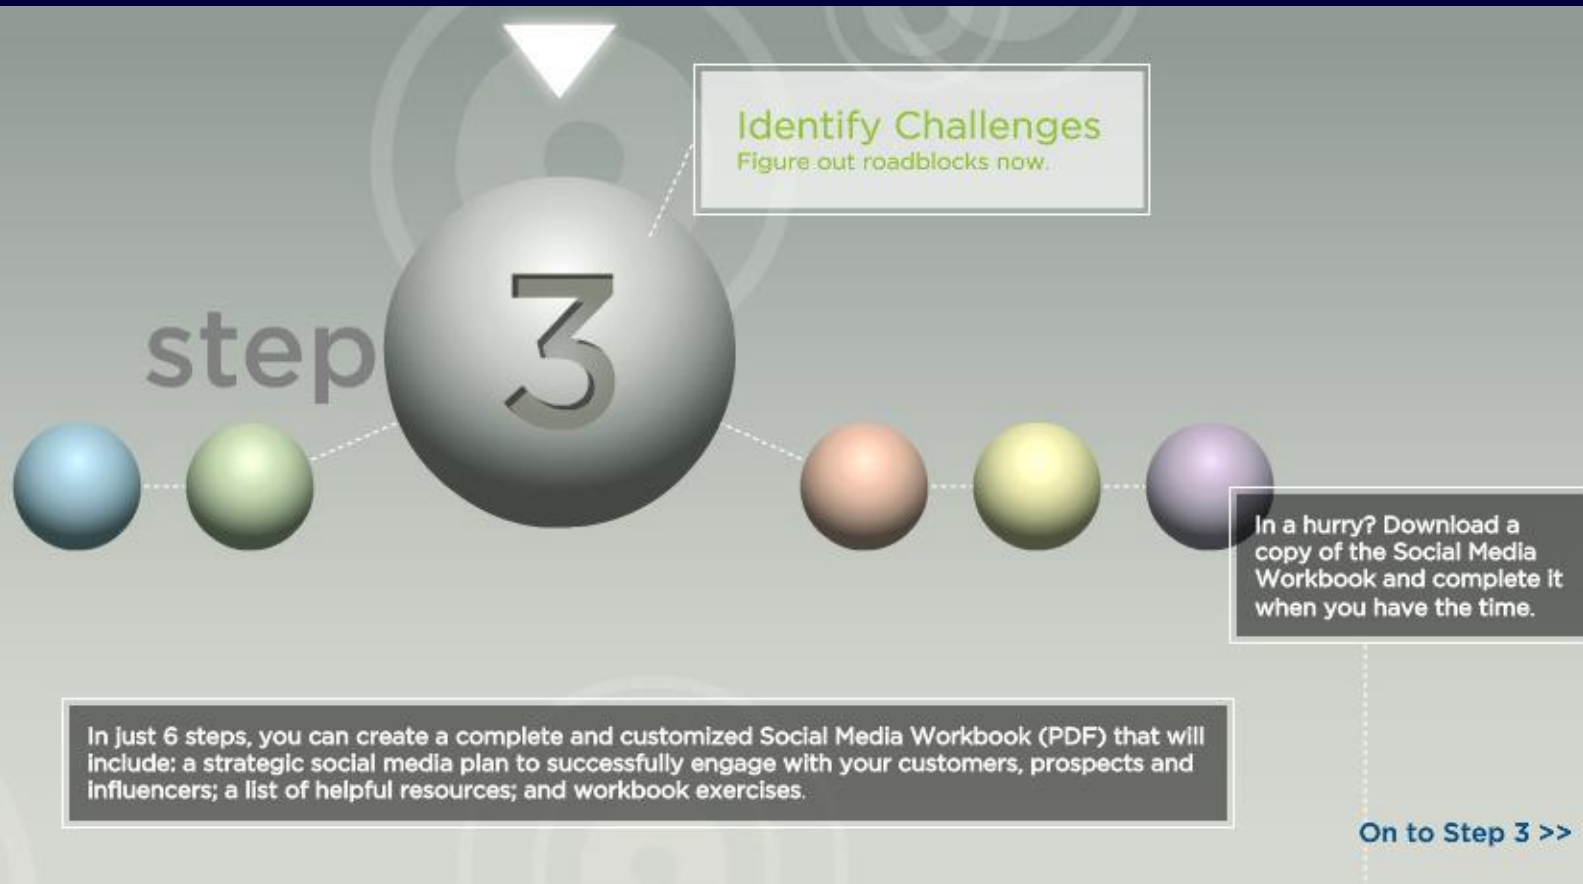 Identify Challenges
Figure out roadblocks now.
step
3
In a hurry? Download a
copy of the Social Media
Workbook and complete it
when you have the time.
In just 6 steps, you can create a complete and customized Social Media Workbook (PDF) that will
include: a strategic social media plan to successfully engage with your customers, prospects and
influencers; a list of helpful resources; and workbook exercises.
On to Step 3 >>